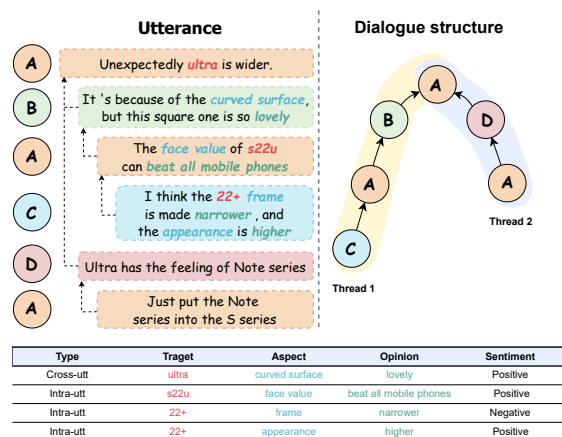 Utterance
Dialogue structure
A
Unexpectedly ultra is wider.
B
It 's because of the curved surface,
but this square one is so lovely
A
The face value of s22u
can beat all mobile phones
C
I think the 22+ frame
is made narrower , and
the appearance is higher
D
Ultra has the feeling of Note series
A
Just put the Note
series into the S series
A
B
D
A
A
C
Thread 2
Thread 1
Type Traget Aspect Opinion Sentiment
Cross-utt ultra curved surface lovely Positive
Intra-utt s22u face value beat all mobile phones Positive
Intra-utt 22+ frame narrower Negative
Intra-utt 22+ appearance higher Positive